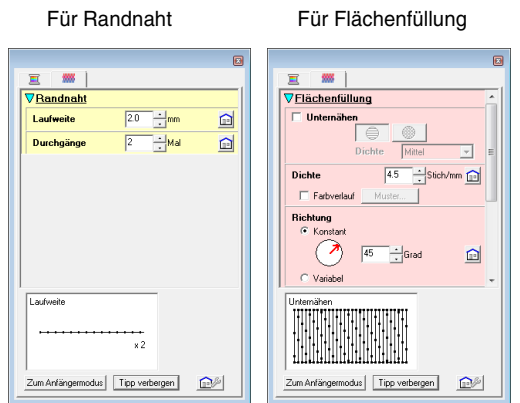 Für Randnaht
Für Flächenfüllung
Randnaht
Laufweite 2.0 mm
Durchgänge 2 Mal
Laufweite
x 2
Zum Anfängermodus Tipp verbergen
Flächenfüllung
Unternähen
Dichte Mittel
Dichte 4.5 Stich/mm
Farbverlauf Muster...
Richtung
Konstant
45 Grad
Variabel
Unternähen
Zum Anfängermodus Tipp verbergen